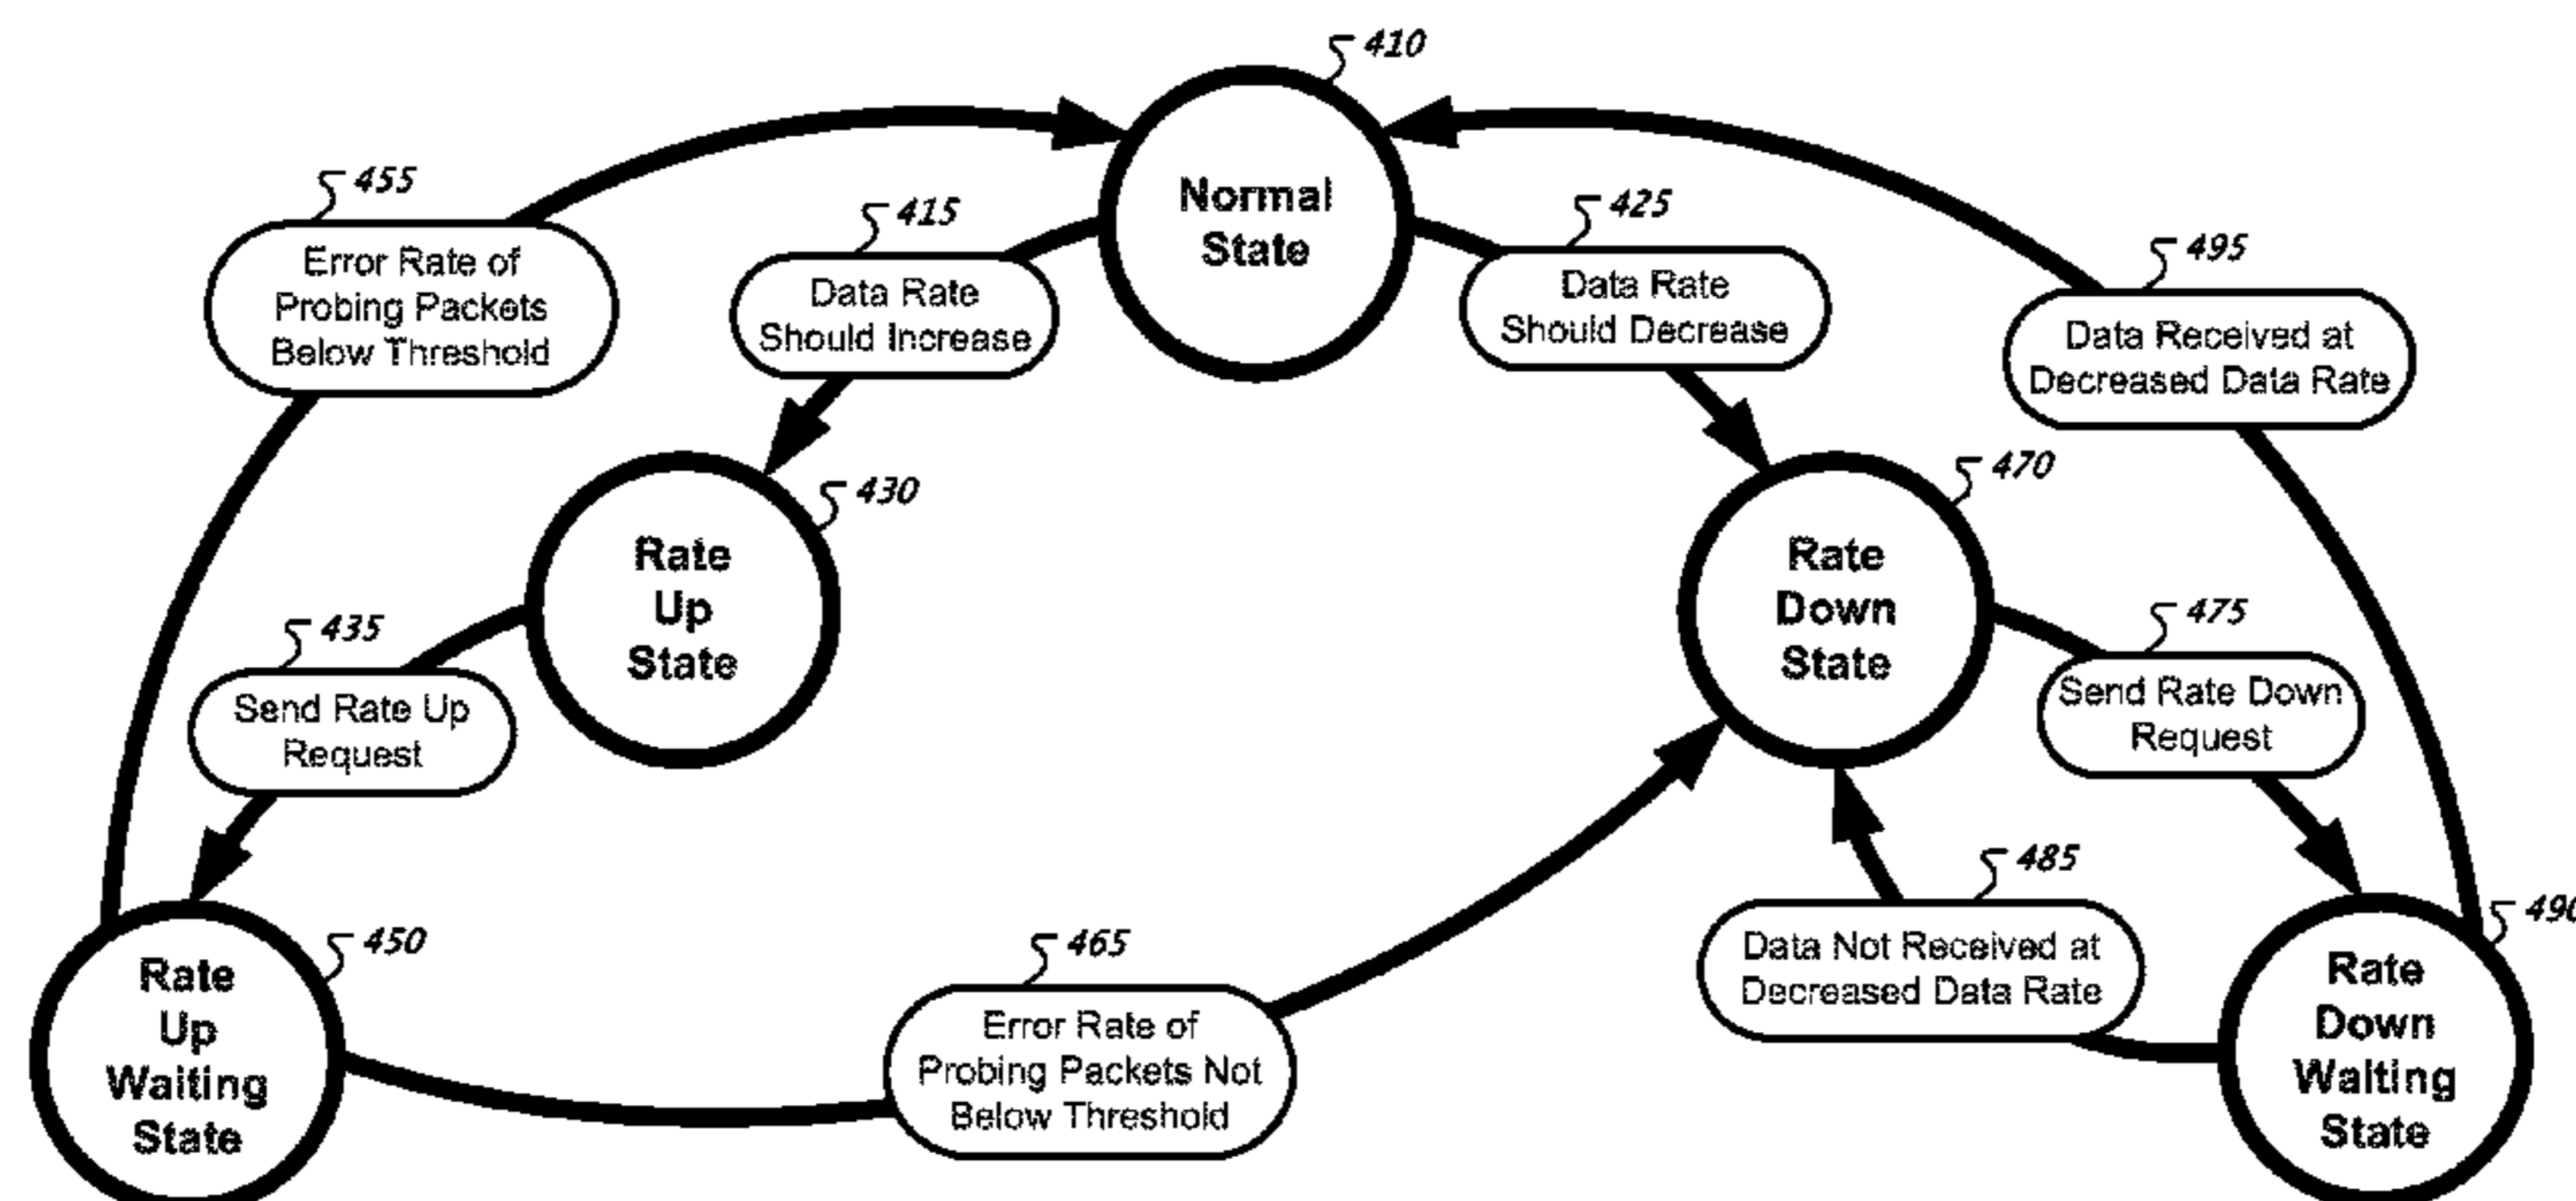 410
Normal
State
455
Error Rate of
Probing Packets
Below Threshold
415
Data Rate
Should Increase
425
Data Rate
Should Decrease
495
Data Received at
Decreased Data Rate
430
Rate
Up
State
470
Rate
Down
State
435
Send Rate Up
Request
475
Send Rate Down
Request
450
Rate
Up
Waiting
State
465
Error Rate of
Probing Packets Not
Below Threshold
485
Data Not Received at
Decreased Data Rate
490
Rate
Down
Waiting
State